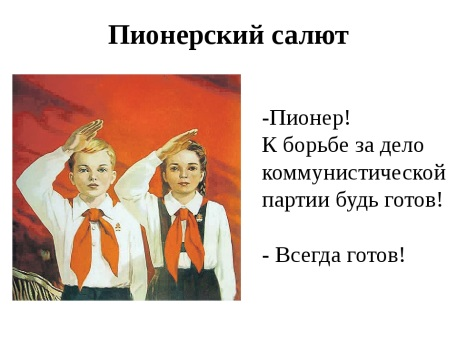 Пионерский салют
-Пионер!
К борьбе за дело
коммунистической
партии будь готов!
- Всегда готов!